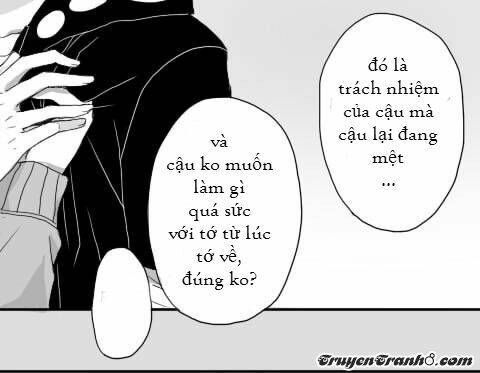 đó là
trách nhiệm
của cậu mà
cậu lại đang
mệt
...
và
cậu ko muốn
làm gì
quá sức
với tớ từ lúc
tớ về,
đúng ko?
TruyenTranh8.com